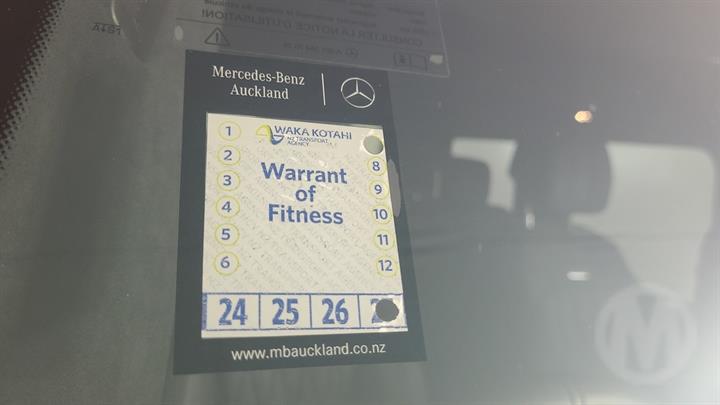 CONSULTER LA NOTICE D'UTILISATION!
Mercedes-Benz
Auckland
WAKA KOTAHI
NZ TRANSPORT
AGENCY
1
2
3
4
5
6
8
9
10
11
12
Warrant
of
Fitness
24 25 26 2
www.mbauckland.co.nz
M